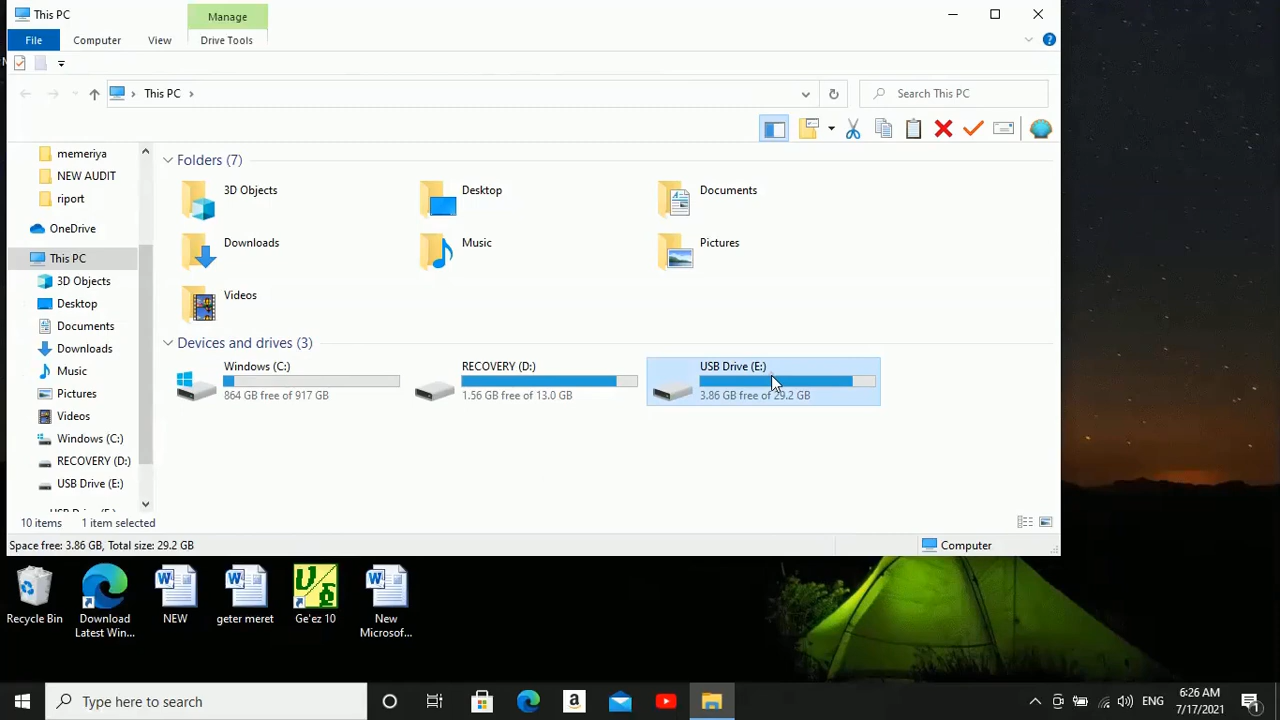 This PC
Manage
File
Computer
View
Drive Tools
This PC
Search This PC
memeriya
NEW AUDIT
riport
OneDrive
This PC
3D Objects
Desktop
Documents
Downloads
Music
Pictures
Videos
Windows (C:)
RECOVERY (D:)
USB Drive (E:)
Folders (7)
3D Objects
Desktop
Documents
Downloads
Music
Pictures
Videos
Devices and drives (3)
Windows (C:)
864 GB free of 917 GB
RECOVERY (D:)
1.56 GB free of 13.0 GB
USB Drive (E:)
3.86 GB free of 29.2 GB
10 items
1 item selected
Space free: 3.86 GB, Total size: 29.2 GB
Computer
Recycle Bin
Download
Latest Win...
NEW
geter meret
Ge'ez 10
New
Microsof...
Type here to search
ENG
6:26 AM
7/17/2021